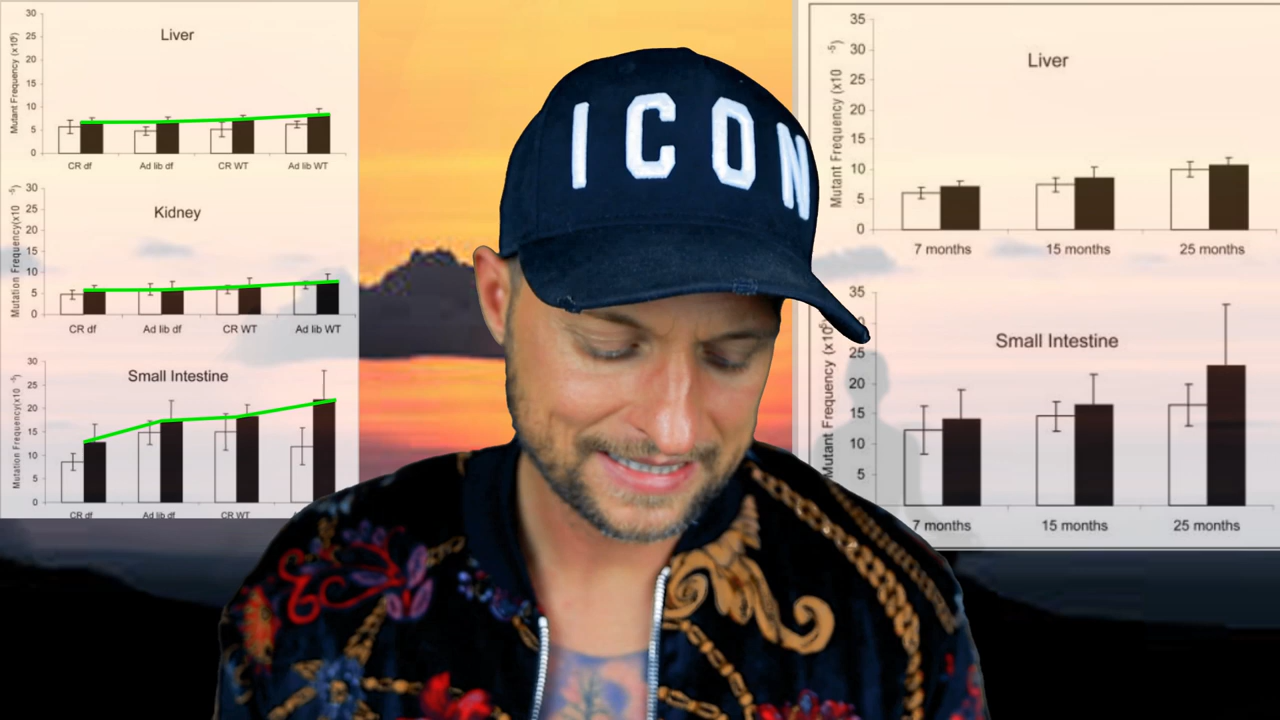 30
25
20
15
10
5
0
Mutant Frequency (x10⁵)
Liver
CR df
Ad lib df
CR WT
Ad lib WT
30
25
20
15
10
5
0
Mutation Frequency(x10 -5)
Kidney
CR df
Ad lib df
CR WT
Ad lib WT
30
25
20
15
10
5
0
Mutation Frequency(x10 -5)
Small Intestine
CR df
Ad lib df
CR WT
ICON
35
30
25
20
15
10
5
0
Mutant Frequency (x10 -5)
Liver
7 months
15 months
25 months
35
25
20
15
10
5
Mutant Frequency (x10⁵)
Small Intestine
7 months
15 months
25 months